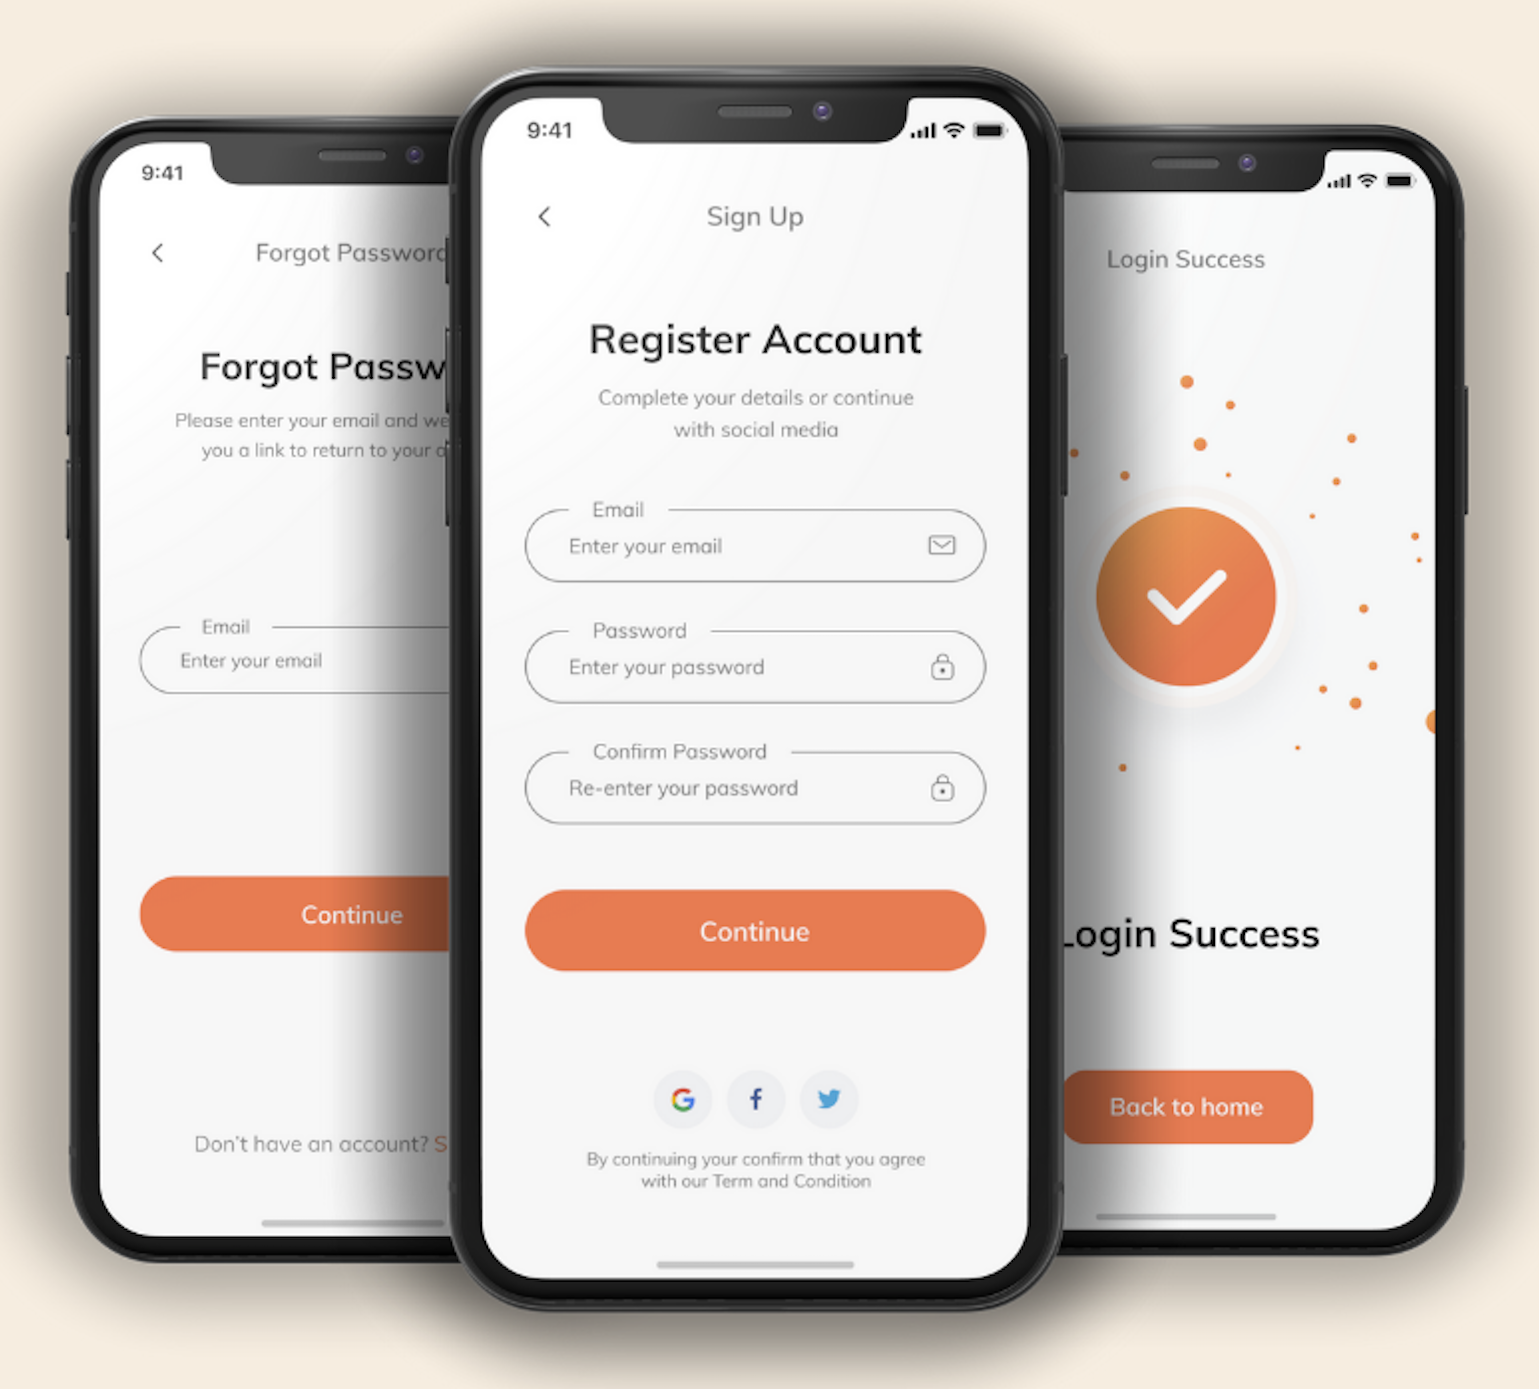 9:41
Forgot Password
Forgot
Please enter your email and we
you a link to return to your
Email
Enter your email
Continue
Don't have an account?
9:41
Sign Up
Register Account
Complete your details or continue
with social media
Email
Enter your email
Password
Enter your password
Confirm Password
Re-enter your password
Continue
G f
By continuing your confirm that you agree
with our Term and Condition
Login Success
Login Success
Back to home